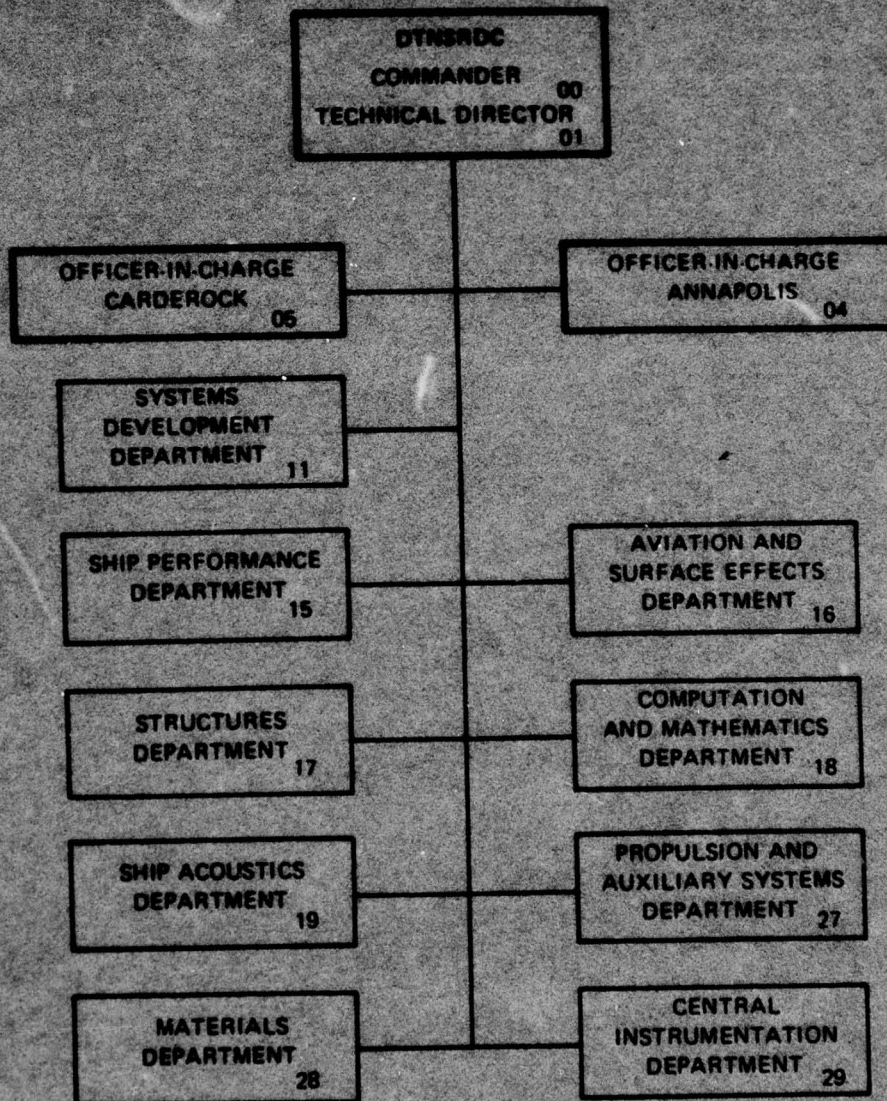 DTNSRDC
COMMANDER
00
TECHNICAL DIRECTOR
01
OFFICER-IN-CHARGE
CARDEROCK
05
OFFICER-IN-CHARGE
ANNAPOLIS
04
SYSTEMS
DEVELOPMENT
DEPARTMENT
11
SHIP PERFORMANCE
DEPARTMENT
15
AVIATION AND
SURFACE EFFECTS
DEPARTMENT
16
STRUCTURES
DEPARTMENT
17
COMPUTATION
AND MATHEMATICS
DEPARTMENT
18
SHIP ACOUSTICS
DEPARTMENT
19
PROPULSION AND
AUXILIARY SYSTEMS
DEPARTMENT
27
MATERIALS
DEPARTMENT
28
CENTRAL
INSTRUMENTATION
DEPARTMENT
29